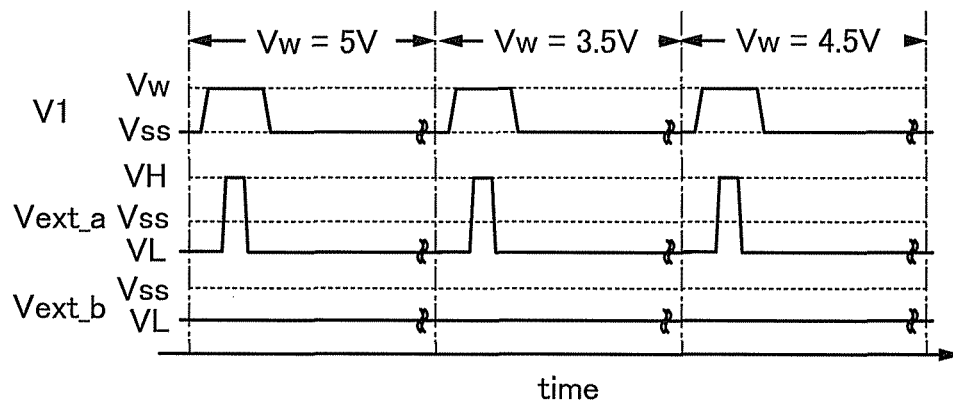 Vw = 5V
Vw = 3.5V
Vw = 4.5V
V1
Vw
Vss
Vext_a
VH
Vss
VL
Vext_b
Vss
VL
time